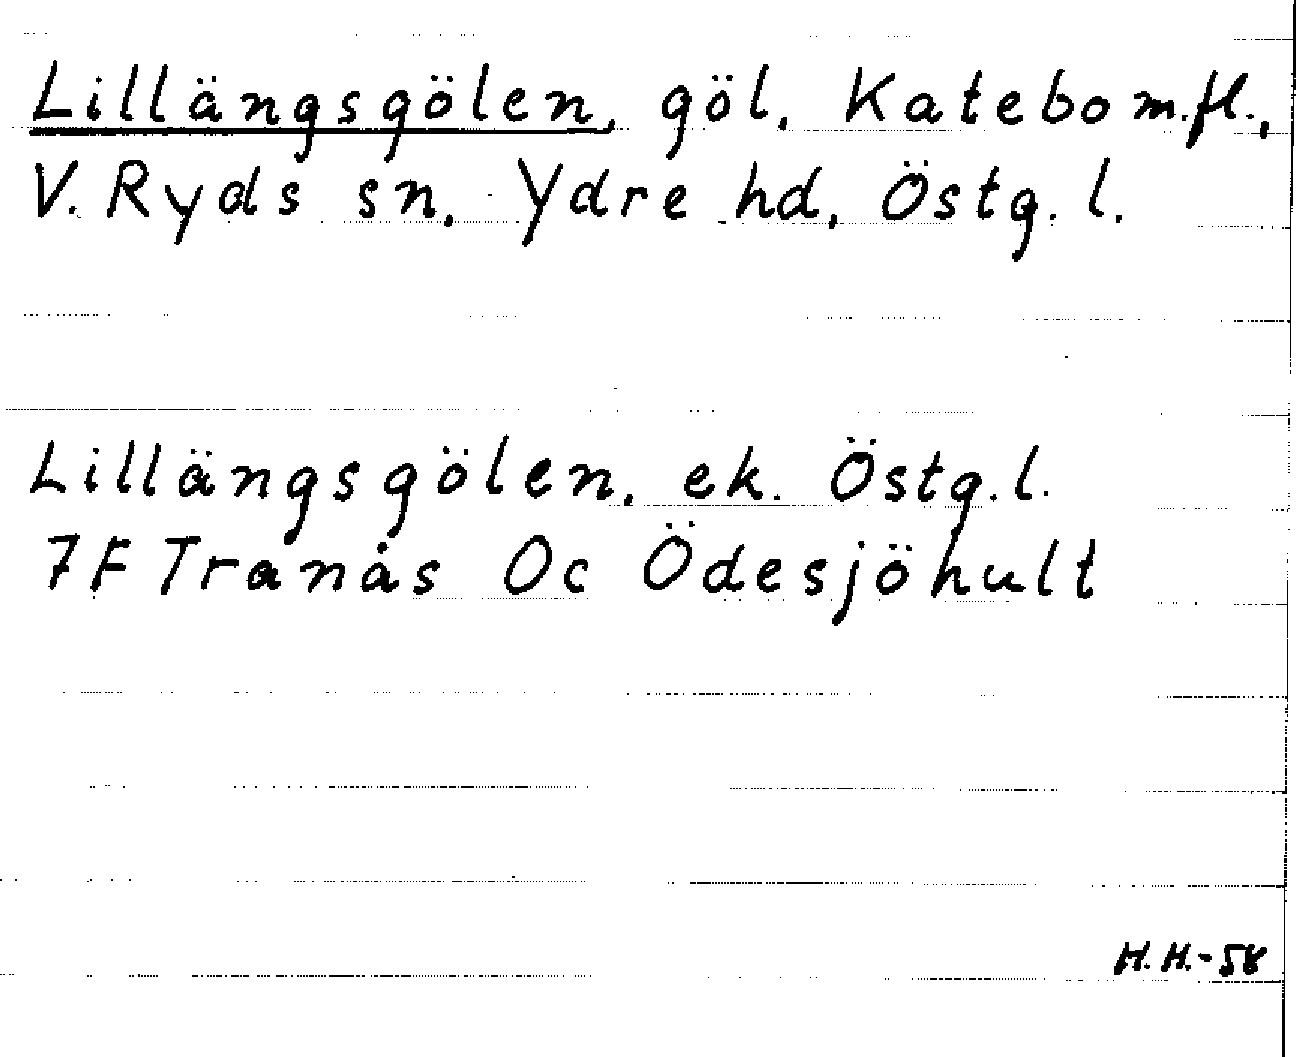 Lillängsgölen, göl, Katebo m.fl.,
V. Ryds sn, Ydre hd, Östg. l.
Lillängsgölen, ek. Östg. l.
7F Tranås Oc Ödesjöhult
H.H.-58